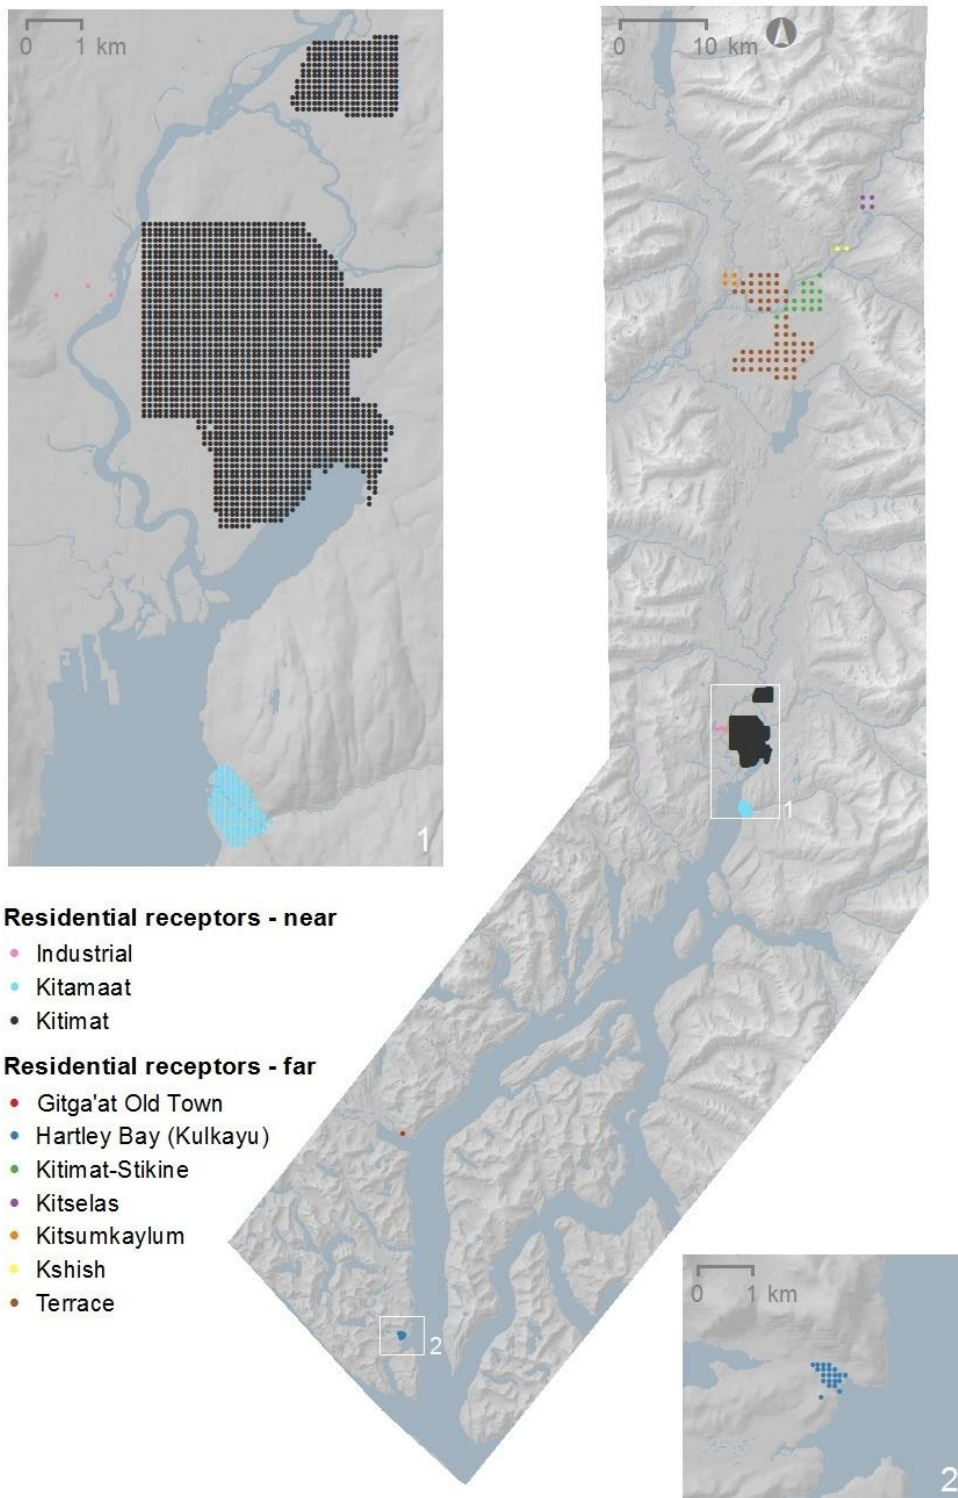 0 1 km
0 10 km
1
1
Residential receptors - near
Industrial
Kitamaat
Kitimat
Residential receptors - far
Gitga'at Old Town
Hartley Bay (Kulkayu)
Kitimat-Stikine
Kitselas
Kitsumkaylum
Kshish
Terrace
2
0 1 km
2